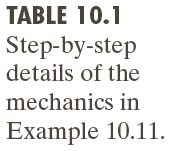 TABLE 10.1
Step-by-step
details of the
mechanics in
Example 10.11.